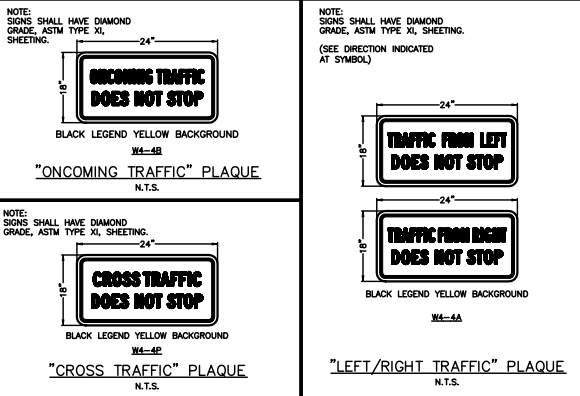 NOTE:
SIGNS SHALL HAVE DIAMOND
GRADE, ASTM TYPE XI,
SHEETING.
24"
18"
ONCOMING TRAFFIC
DOES NOT STOP
BLACK LEGEND YELLOW BACKGROUND
W4-4B
"ONCOMING TRAFFIC" PLAQUE
N.T.S.
NOTE:
SIGNS SHALL HAVE DIAMOND
GRADE, ASTM TYPE XI, SHEETING.
24"
18"
CROSS TRAFFIC
DOES NOT STOP
BLACK LEGEND YELLOW BACKGROUND
W4-4P
"CROSS TRAFFIC" PLAQUE
N.T.S.
NOTE:
SIGNS SHALL HAVE DIAMOND
GRADE, ASTM TYPE XI, SHEETING.
(SEE DIRECTION INDICATED
AT SYMBOL)
24"
18"
TRAFFIC FROM LEFT
DOES NOT STOP
24"
18"
TRAFFIC FROM RIGHT
DOES NOT STOP
BLACK LEGEND YELLOW BACKGROUND
W4-4A
"LEFT/RIGHT TRAFFIC" PLAQUE
N.T.S.